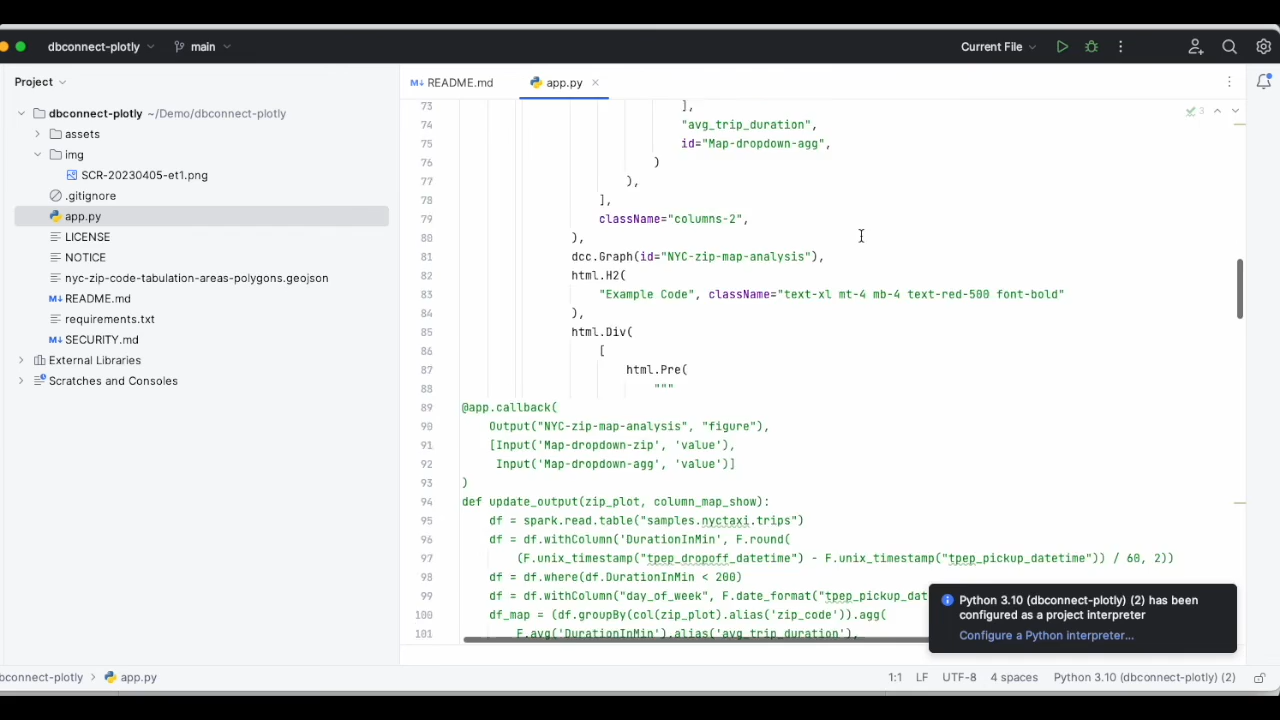 dbconnect-plotly
main
Current File
Project
README.md
app.py
dbconnect-plotly ~/Demo/dbconnect-plotly
assets
img
SCR-20230405-et1.png
.gitignore
app.py
LICENSE
NOTICE
nyc-zip-code-tabulation-areas-polygons.geojson
README.md
requirements.txt
SECURITY.md
External Libraries
Scratches and Consoles
3
73 ],
74 "avg_trip_duration",
75 id="Map-dropdown-agg",
76 )
77 ),
78 ],
79 className="columns-2",
80 ),
81 dcc.Graph(id="NYC-zip-map-analysis"),
82 html.H2(
83 "Example Code", className="text-xl mt-4 mb-4 text-red-500 font-bold"
84 ),
85 html.Div(
86 [
87 html.Pre(
88 """
89 @app.callback(
90 Output("NYC-zip-map-analysis", "figure"),
91 [Input('Map-dropdown-zip', 'value'),
92 Input('Map-dropdown-agg', 'value')]
93 )
94 def update_output(zip_plot, column_map_show):
95 df = spark.read.table("samples.nyctaxi.trips")
96 df = df.withColumn('DurationInMin', F.round(
97 (F.unix_timestamp("tpep_dropoff_datetime") - F.unix_timestamp("tpep_pickup_datetime")) / 60, 2))
98 df = df.where(df.DurationInMin < 200)
99 df = df.withColumn("day_of_week", F.date_format("tpep_pickup_dat
100 df_map = (df.groupBy(col(zip_plot).alias('zip_code')).agg(
101 F.avg('DurationInMin').alias('avg_trip_duration'),
Python 3.10 (dbconnect-plotly) (2) has been
configured as a project interpreter
Configure a Python interpreter...
bconnect-plotly > app.py
1:1 LF UTF-8 4 spaces Python 3.10 (dbconnect-plotly) (2)